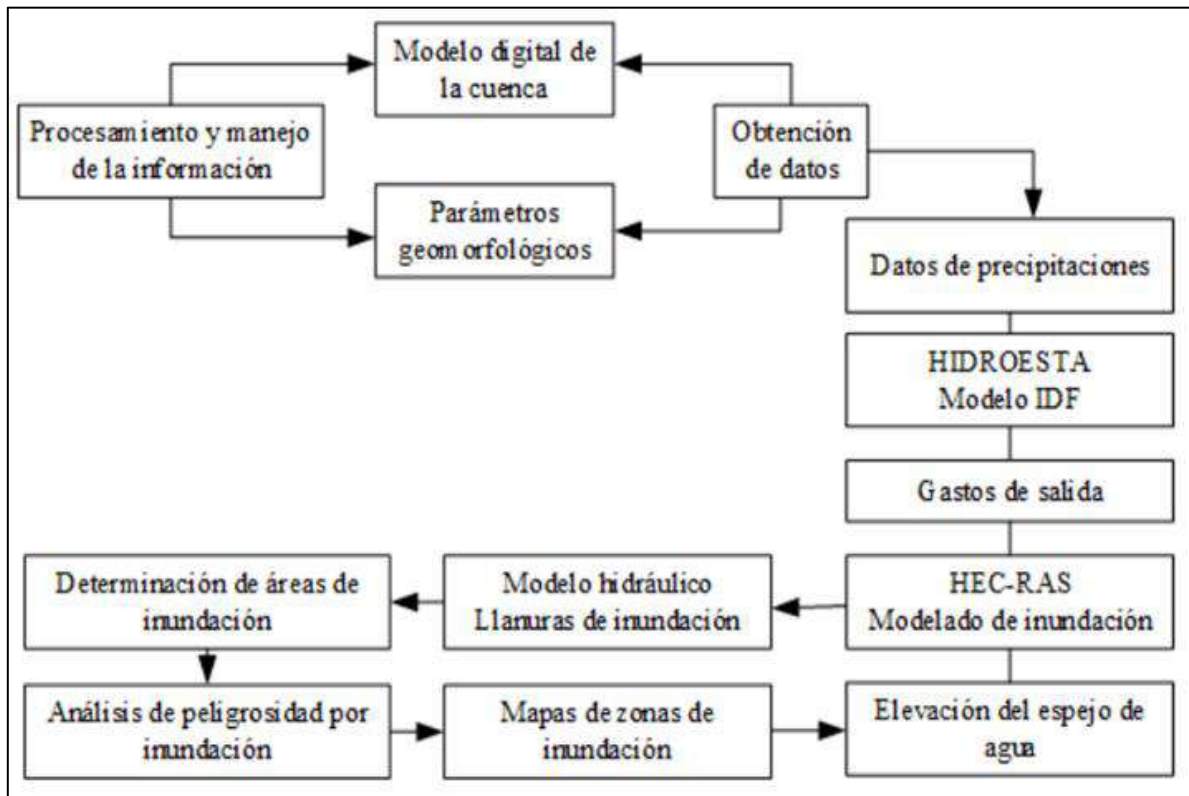 Modelo digital de
la cuenca
Procesamiento y manejo
de la información
Obtención
de datos
Parámetros
geomorfológicos
Datos de precipitaciones
HIDROESTA
Modelo IDF
Gastos de salida
Determinación de áreas de
inundación
Modelo hidráulico
Llanuras de inundación
HEC-RAS
Modelado de inundación
Análisis de peligrosidad por
inundación
Mapas de zonas de
inundación
Elevación del espejo de
agua